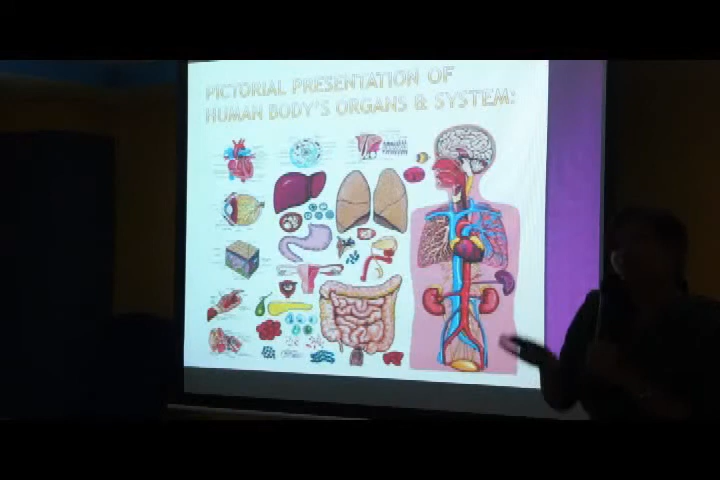 PICTORIAL PRESENTATION OF
HUMAN BODY'S ORGANS & SYSTEM: